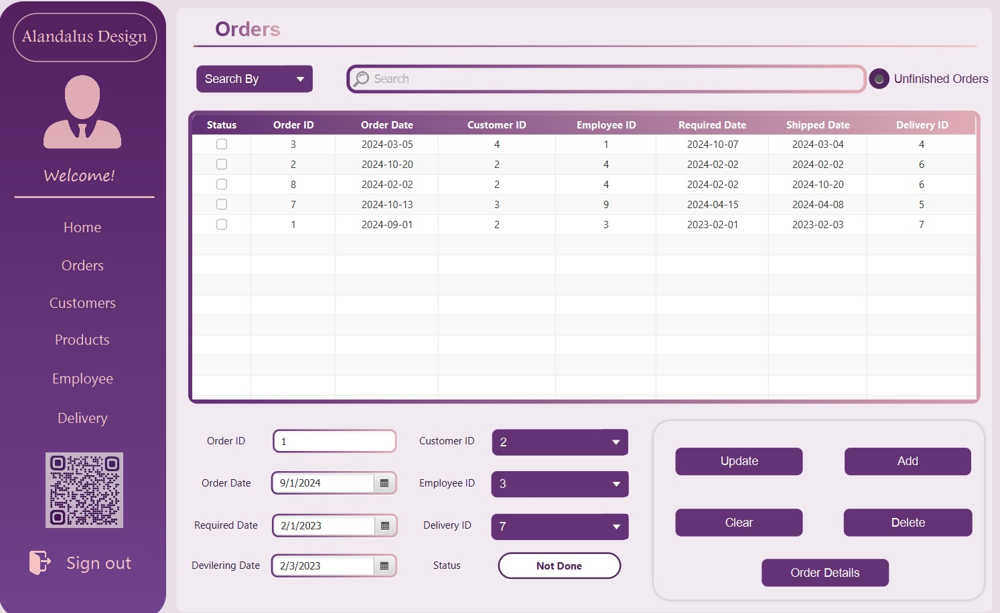 Alandalus Design
Welcome!
Home
Orders
Customers
Products
Employee
Delivery
Sign out
Orders
Search By
Search
Unfinished Orders
Status Order ID Order Date Customer ID Employee ID Required Date Shipped Date Delivery ID
3 2024-03-05 4 1 2024-10-07 2024-03-04 4
2 2024-10-20 2 4 2024-02-02 2024-02-02 6
8 2024-02-02 2 4 2024-02-02 2024-10-20 6
7 2024-10-13 3 9 2024-04-15 2024-04-08 5
1 2024-09-01 2 3 2023-02-01 2023-02-03 7
Order ID 1 Customer ID 2
Order Date 9/1/2024 Employee ID 3
Required Date 2/1/2023 Delivery ID 7
Devilering Date 2/3/2023 Status Not Done
Update Add
Clear Delete
Order Details